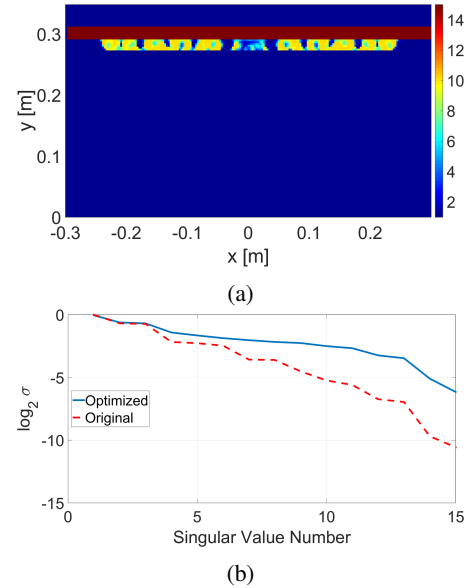 0.3
0.2
0.1
0
y [m]
-0.3 -0.2 -0.1 0 0.1 0.2
x [m]
14
12
10
8
6
4
2
(a)
0
-5
-10
-15
log2 σ
Optimized
Original
0 5 10 15
Singular Value Number
(b)